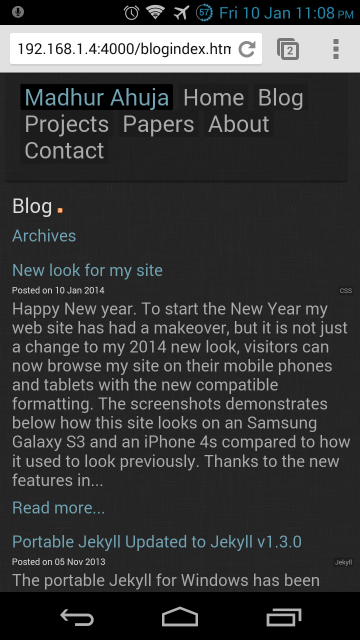 57 Fri 10 Jan 11:08 PM
192.168.1.4:4000/blogindex.htm
2
Madhur Ahuja Home Blog
Projects Papers About
Contact
Blog
Archives
New look for my site
Posted on 10 Jan 2014 CSS
Happy New year. To start the New Year my
web site has had a makeover, but it is not just
a change to my 2014 new look, visitors can
now browse my site on their mobile phones
and tablets with the new compatible
formatting. The screenshots demonstrates
below how this site looks on an Samsung
Galaxy S3 and an iPhone 4s compared to how
it used to look previously. Thanks to the new
features in...
Read more...
Portable Jekyll Updated to Jekyll v1.3.0
Posted on 05 Nov 2013 Jekyll
The portable Jekyll for Windows has been